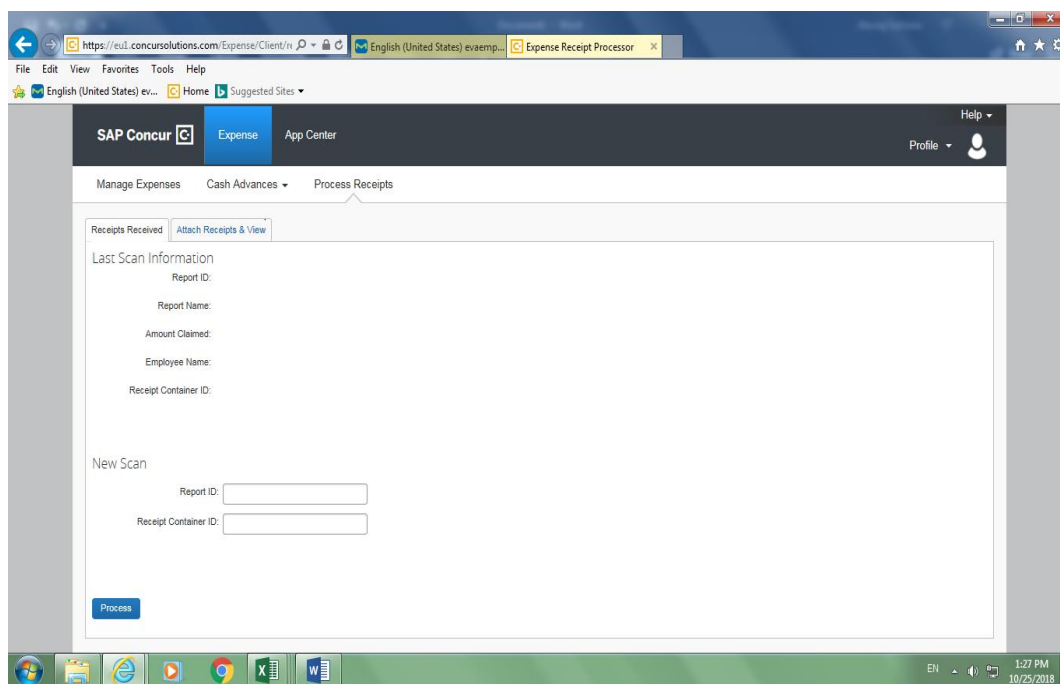 https://eu1.concursolutions.com/Expense/Client/
English (United States) evaemp...
Expense Receipt Processor
File Edit View Favorites Tools Help
English (United States) ev... Home Suggested Sites
Help
SAP Concur C
Expense
App Center
Profile
Manage Expenses
Cash Advances
Process Receipts
Receipts Received
Attach Receipts & View
Last Scan Information
Report ID:
Report Name:
Amount Claimed:
Employee Name:
Receipt Container ID:
New Scan
Report ID:
Receipt Container ID:
Process
EN
1:27 PM
10/25/2018